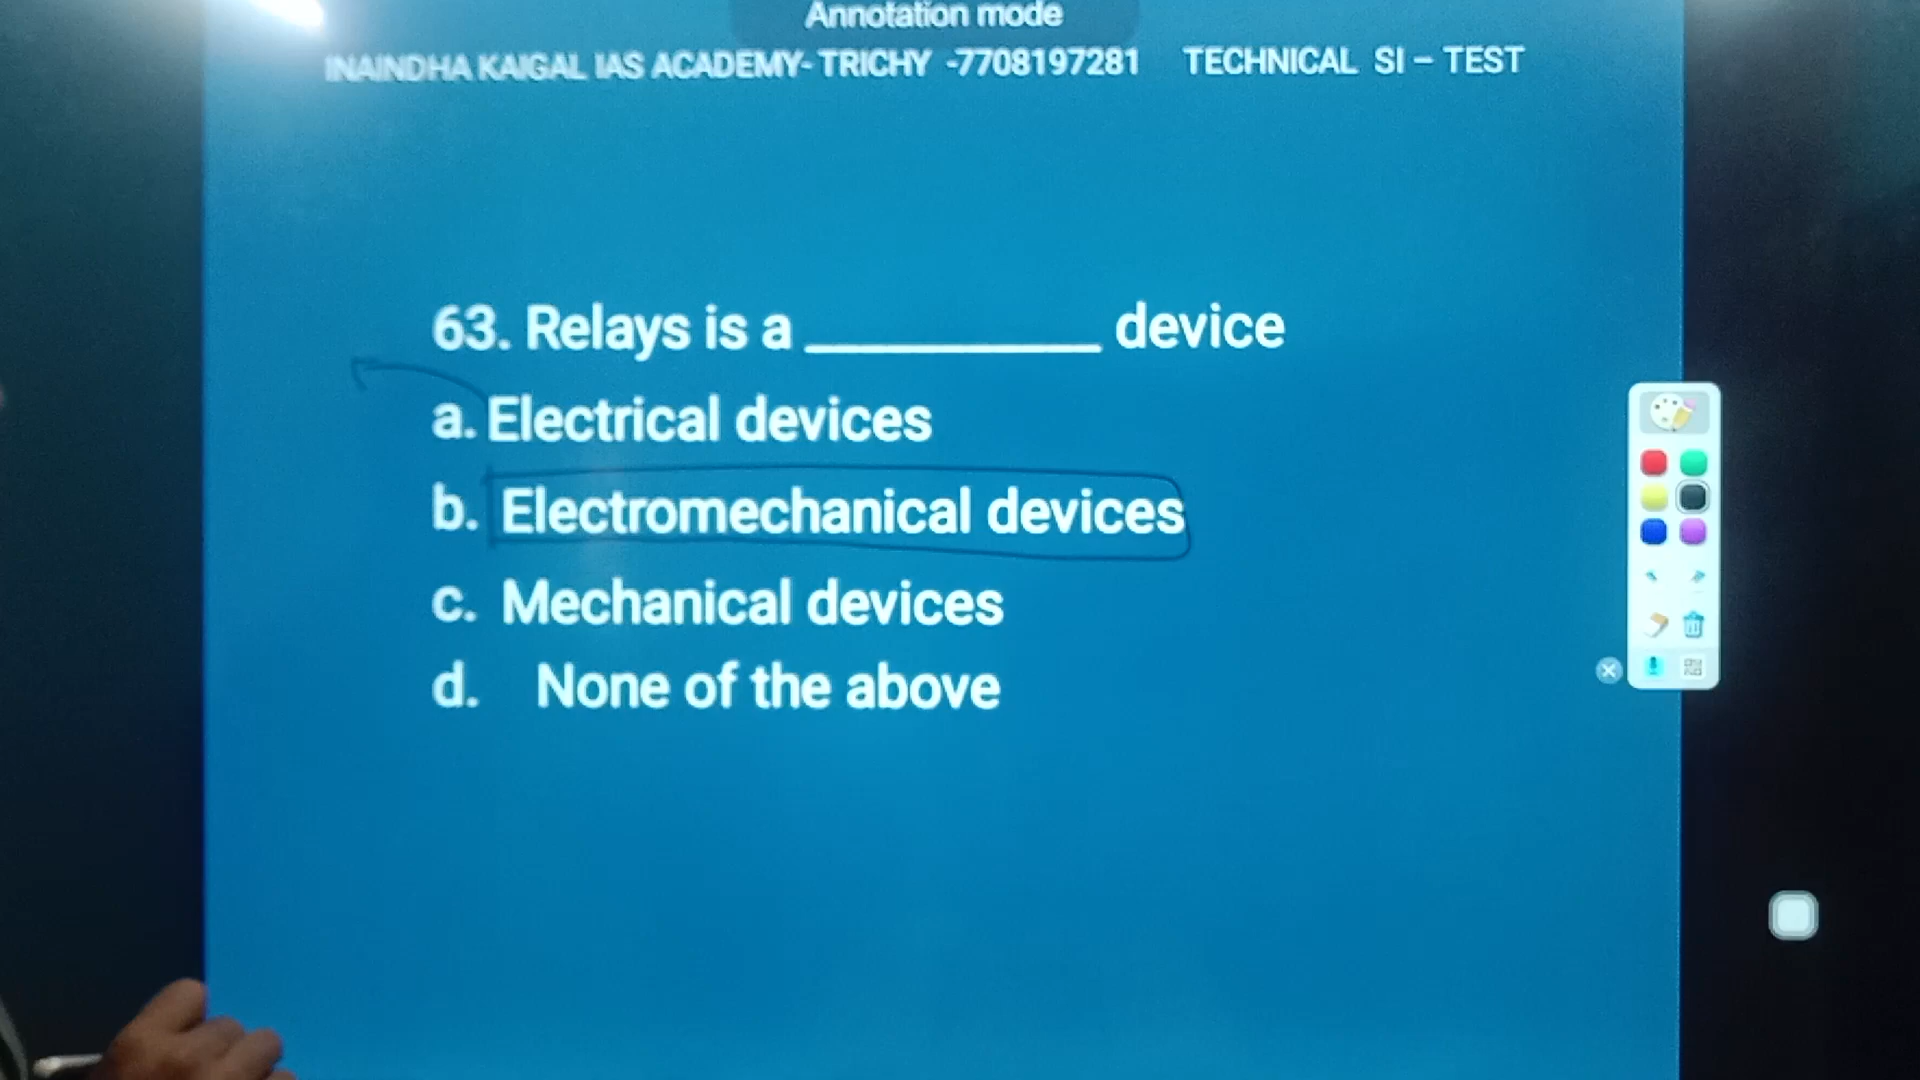 Annotation mode
INAINDHA KAIGAL IAS ACADEMY- TRICHY -7708197281 TECHNICAL SI – TEST
63. Relays is a __________ device
a. Electrical devices
b. Electromechanical devices
c. Mechanical devices
d. None of the above